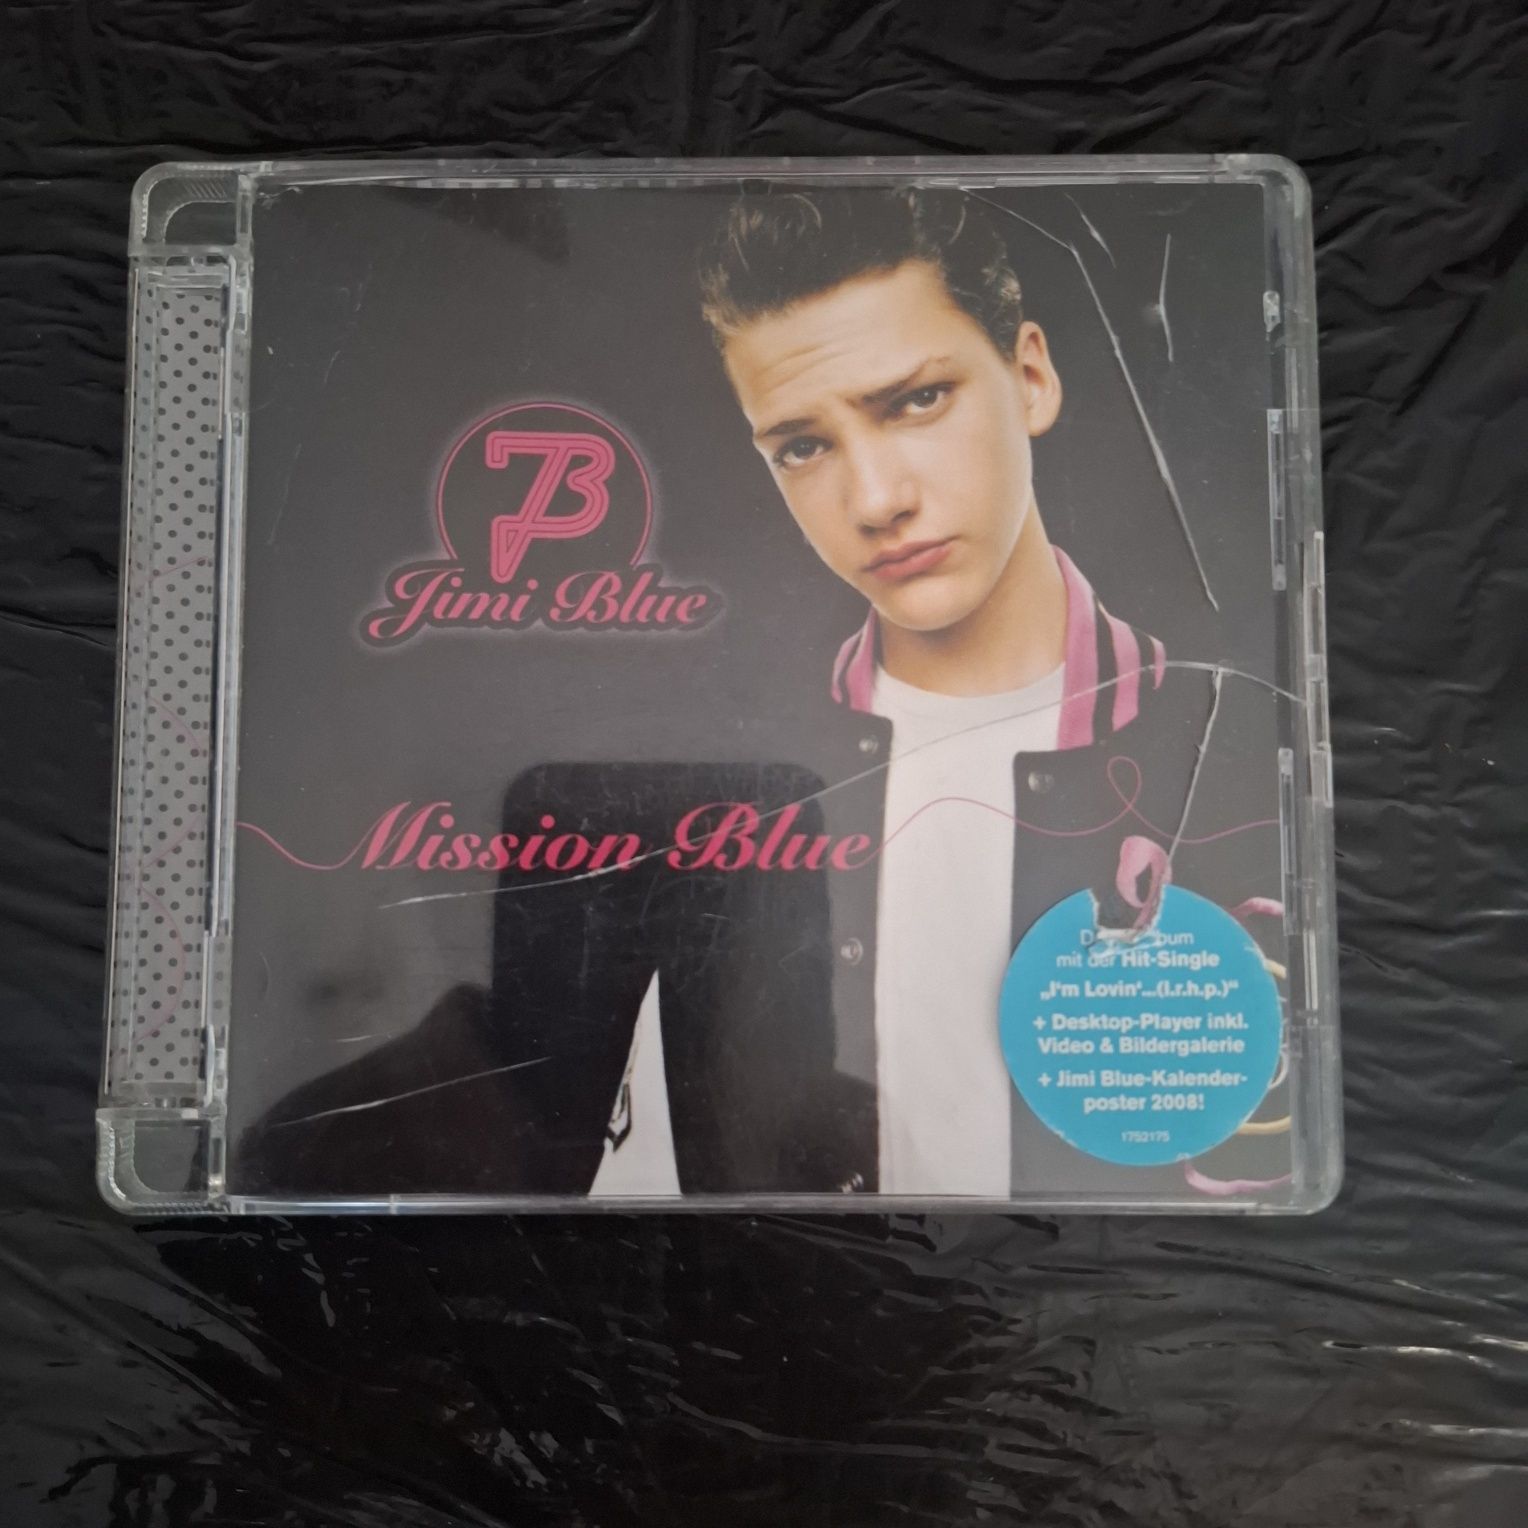 JB
Jimi Blue
Mission Blue
mit der Hit-Single
„I'm Lovin'...(L.r.h.p.)“
+ Desktop-Player inkl.
Video & Bildergalerie
+ Jimi Blue-Kalender-
poster 2008!
1752175